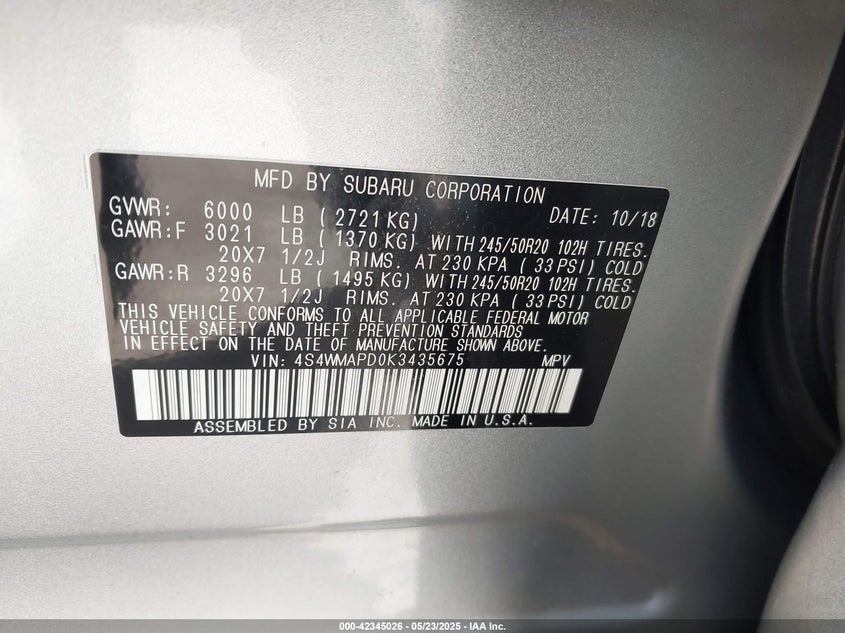 MFD BY SUBARU CORPORATION
GVWR: 6000 LB ( 2721 KG) DATE: 10/18
GAWR:F 3021 LB ( 1370 KG) WITH 245/50R20 102H TIRES.
20X7 1/2J RIMS. AT 230 KPA ( 33 PSI) COLD
GAWR:R 3296 LB ( 1495 KG) WITH 245/50R20 102H TIRES.
20X7 1/2J RIMS. AT 230 KPA ( 33 PSI) COLD.
THIS VEHICLE CONFORMS TO ALL APPLICABLE FEDERAL MOTOR
VEHICLE SAFETY AND THEFT PREVENTION STANDARDS
IN EFFECT ON THE DATE OF MANUFACTURE SHOWN ABOVE.
VIN: 4S4WMAPD0K3435675 MPV
ASSEMBLED BY SIA INC. MADE IN U.S.A.
000-42345026 - 05/23/2025 - IAA Inc.